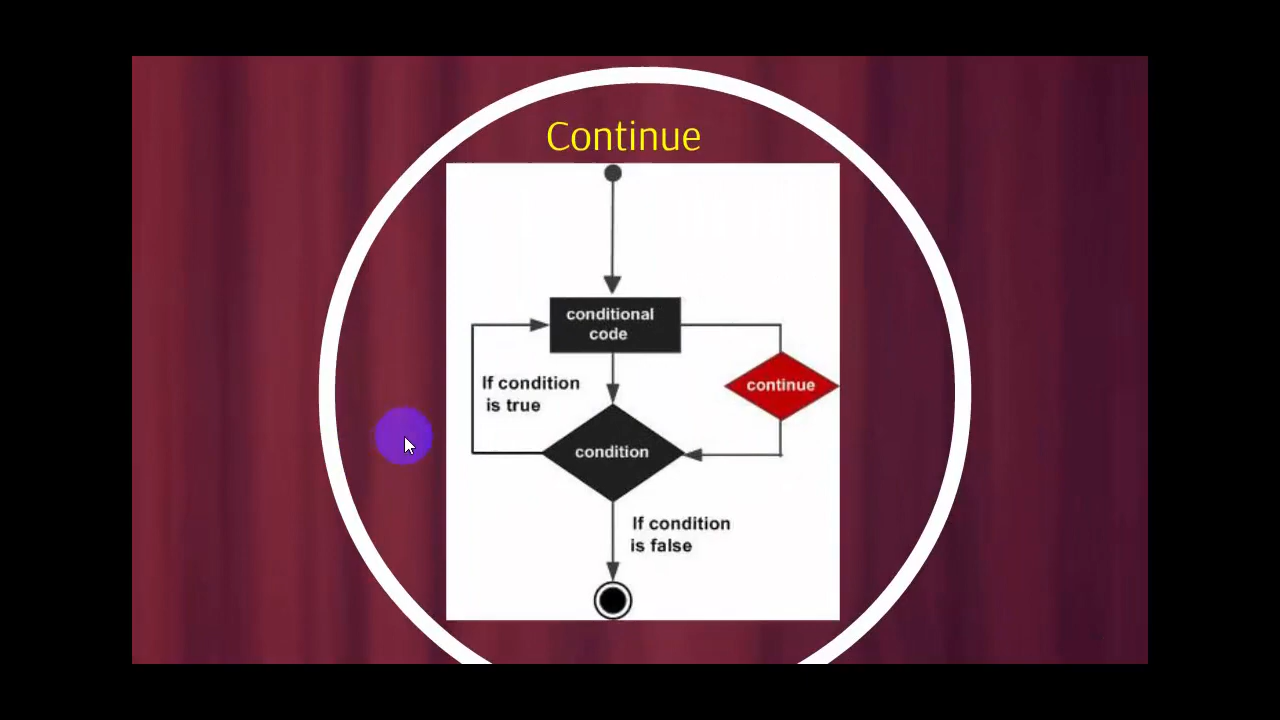 Continue
conditional
code
If condition
is true
continue
condition
If condition
is false